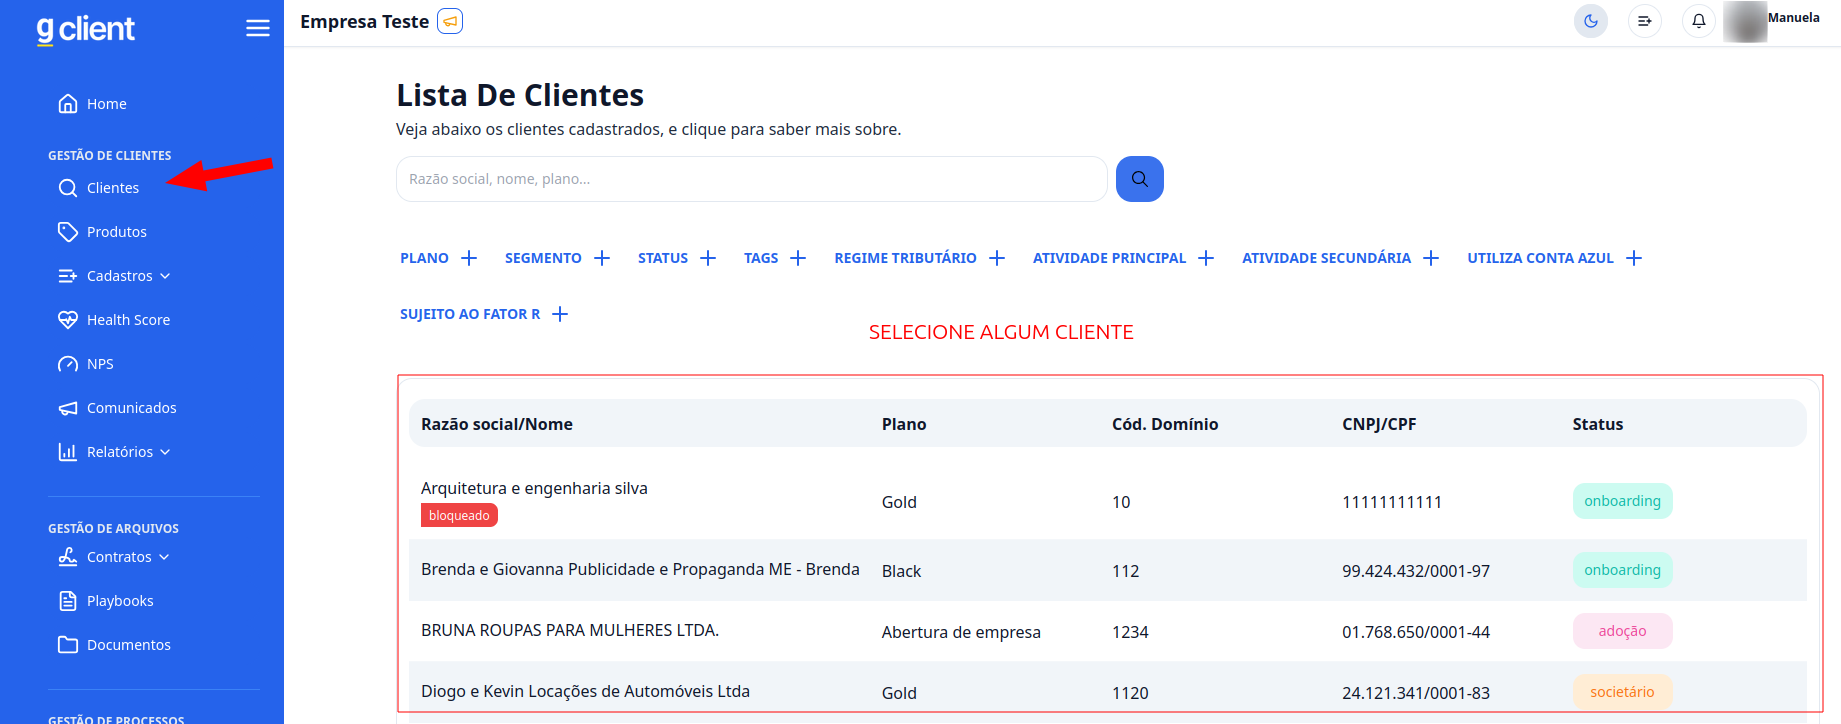 g client
Home
GESTÃO DE CLIENTES
Clientes
Produtos
Cadastros
Health Score
NPS
Comunicados
Relatórios
GESTÃO DE ARQUIVOS
Contratos
Playbooks
Documentos
GESTÃO DE PROCESSOS
Empresa Teste
Manuela
Lista De Clientes
Veja abaixo os clientes cadastrados, e clique para saber mais sobre.
Razão social, nome, plano...
PLANO SEGMENTO STATUS TAGS REGIME TRIBUTÁRIO ATIVIDADE PRINCIPAL ATIVIDADE SECUNDÁRIA UTILIZA CONTA AZUL
SUJEITO AO FATOR R
SELECIONE ALGUM CLIENTE
Razão social/Nome Plano Cód. Domínio CNPJ/CPF Status
Arquitetura e engenharia silva Gold 10 11111111111 onboarding
bloqueado
Brenda e Giovanna Publicidade e Propaganda ME - Brenda Black 112 99.424.432/0001-97 onboarding
BRUNA ROUPAS PARA MULHERES LTDA. Abertura de empresa 1234 01.768.650/0001-44 adoção
Diogo e Kevin Locações de Automóveis Ltda Gold 1120 24.121.341/0001-83 societário